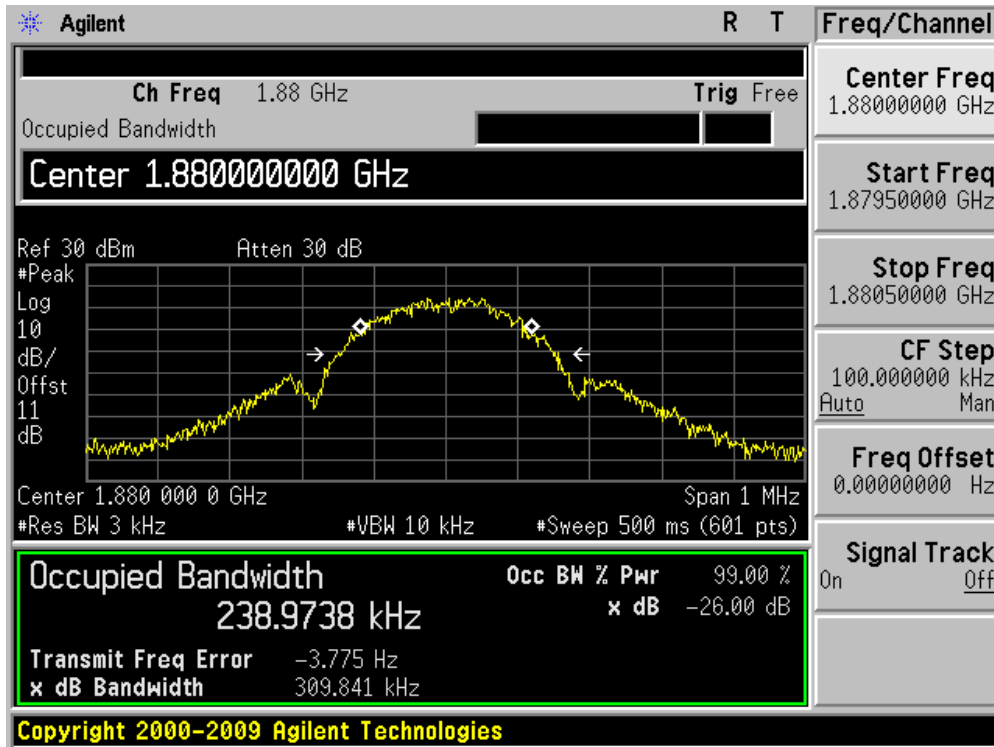 Agilent R T
Ch Freq 1.88 GHz Trig Free
Occupied Bandwidth
Center 1.880000000 GHz
Ref 30 dBm Atten 30 dB
#Peak
Log
10
dB/
Offst
11
dB
Center 1.880 000 0 GHz Span 1 MHz
#Res BW 3 kHz #VBW 10 kHz #Sweep 500 ms (601 pts)
Occupied Bandwidth
238.9738 kHz
Occ BW % Pwr 99.00 %
x dB -26.00 dB
Transmit Freq Error -3.775 Hz
x dB Bandwidth 309.841 kHz
Copyright 2000-2009 Agilent Technologies
Freq/Channel
Center Freq
1.88000000 GHz
Start Freq
1.87950000 GHz
Stop Freq
1.88050000 GHz
CF Step
100.000000 kHz
Auto Man
Freq Offset
0.00000000 Hz
Signal Track
On Off